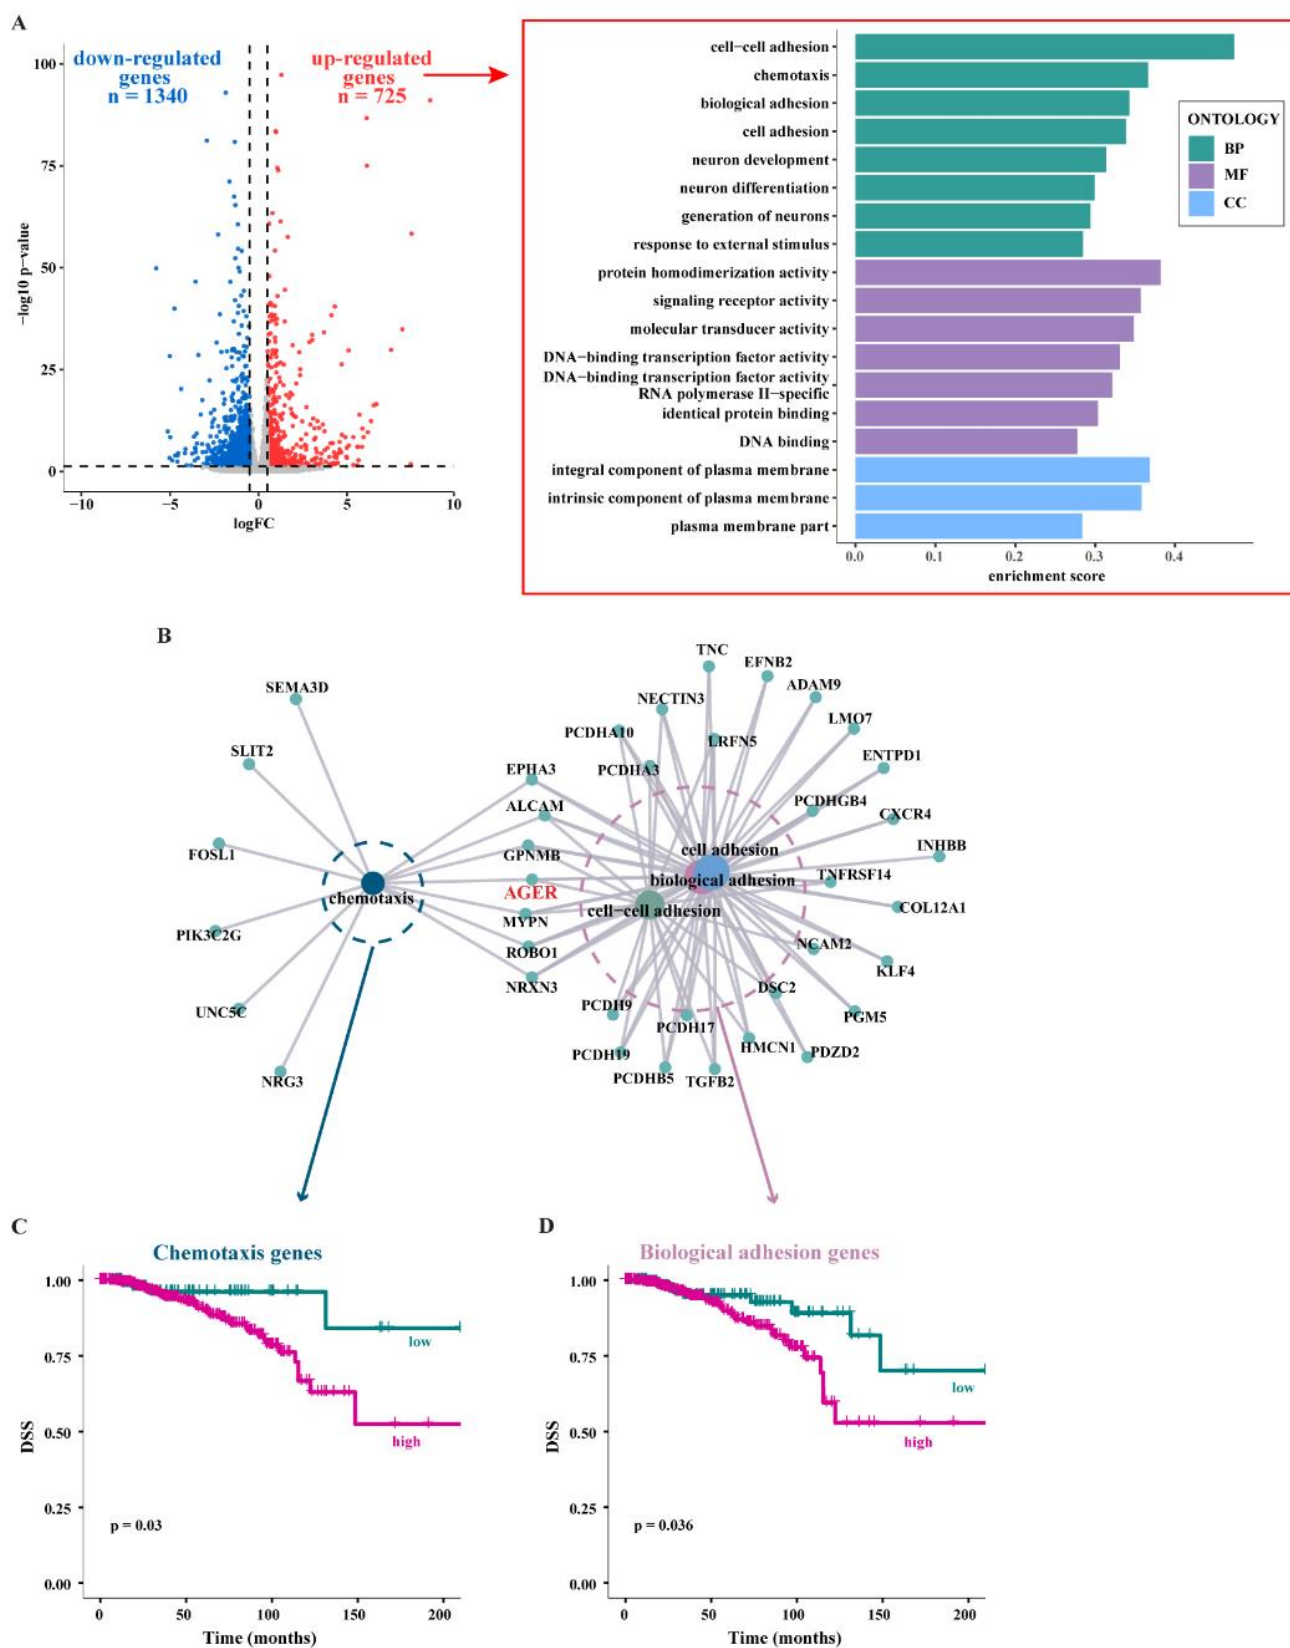 A
down-regulated
genes
n = 1340
up-regulated
genes
n = 725
100
75
50
25
0
−log10 p−value
−10
−5
0
5
10
logFC
cell−cell adhesion
chemotaxis
biological adhesion
cell adhesion
neuron development
neuron differentiation
generation of neurons
response to external stimulus
protein homodimerization activity
signaling receptor activity
molecular transducer activity
DNA−binding transcription factor activity
DNA−binding transcription factor activity
RNA polymerase II−specific
identical protein binding
DNA binding
integral component of plasma membrane
intrinsic component of plasma membrane
plasma membrane part
0.0
0.1
0.2
0.3
0.4
enrichment score
ONTOLOGY
BP
MF
CC
B
SEMA3D
SLIT2
FOSL1
PIK3C2G
UNC5C
NRG3
chemotaxis
EPHA3
ALCAM
GPNMB
AGER
MYPN
ROBO1
NRXN3
TNC
EFNB2
ADAM9
NECTIN3
LMO7
PCDHA10
LRFN5
ENTPD1
PCDHA3
PCDHGB4
CXCR4
cell adhesion
INHBB
biological adhesion
TNFRSF14
cell−cell adhesion
COL12A1
NCAM2
KLF4
DSC2
PCDH9
PGM5
PCDH17
HMCN1
PDZD2
PCDH19
PCDHB5
TGFB2
C
Chemotaxis genes
1.00
0.75
0.50
0.25
0.00
DSS
low
high
p = 0.03
0
50
100
150
200
Time (months)
D
Biological adhesion genes
1.00
0.75
0.50
0.25
0.00
DSS
low
high
p = 0.036
0
50
100
150
200
Time (months)